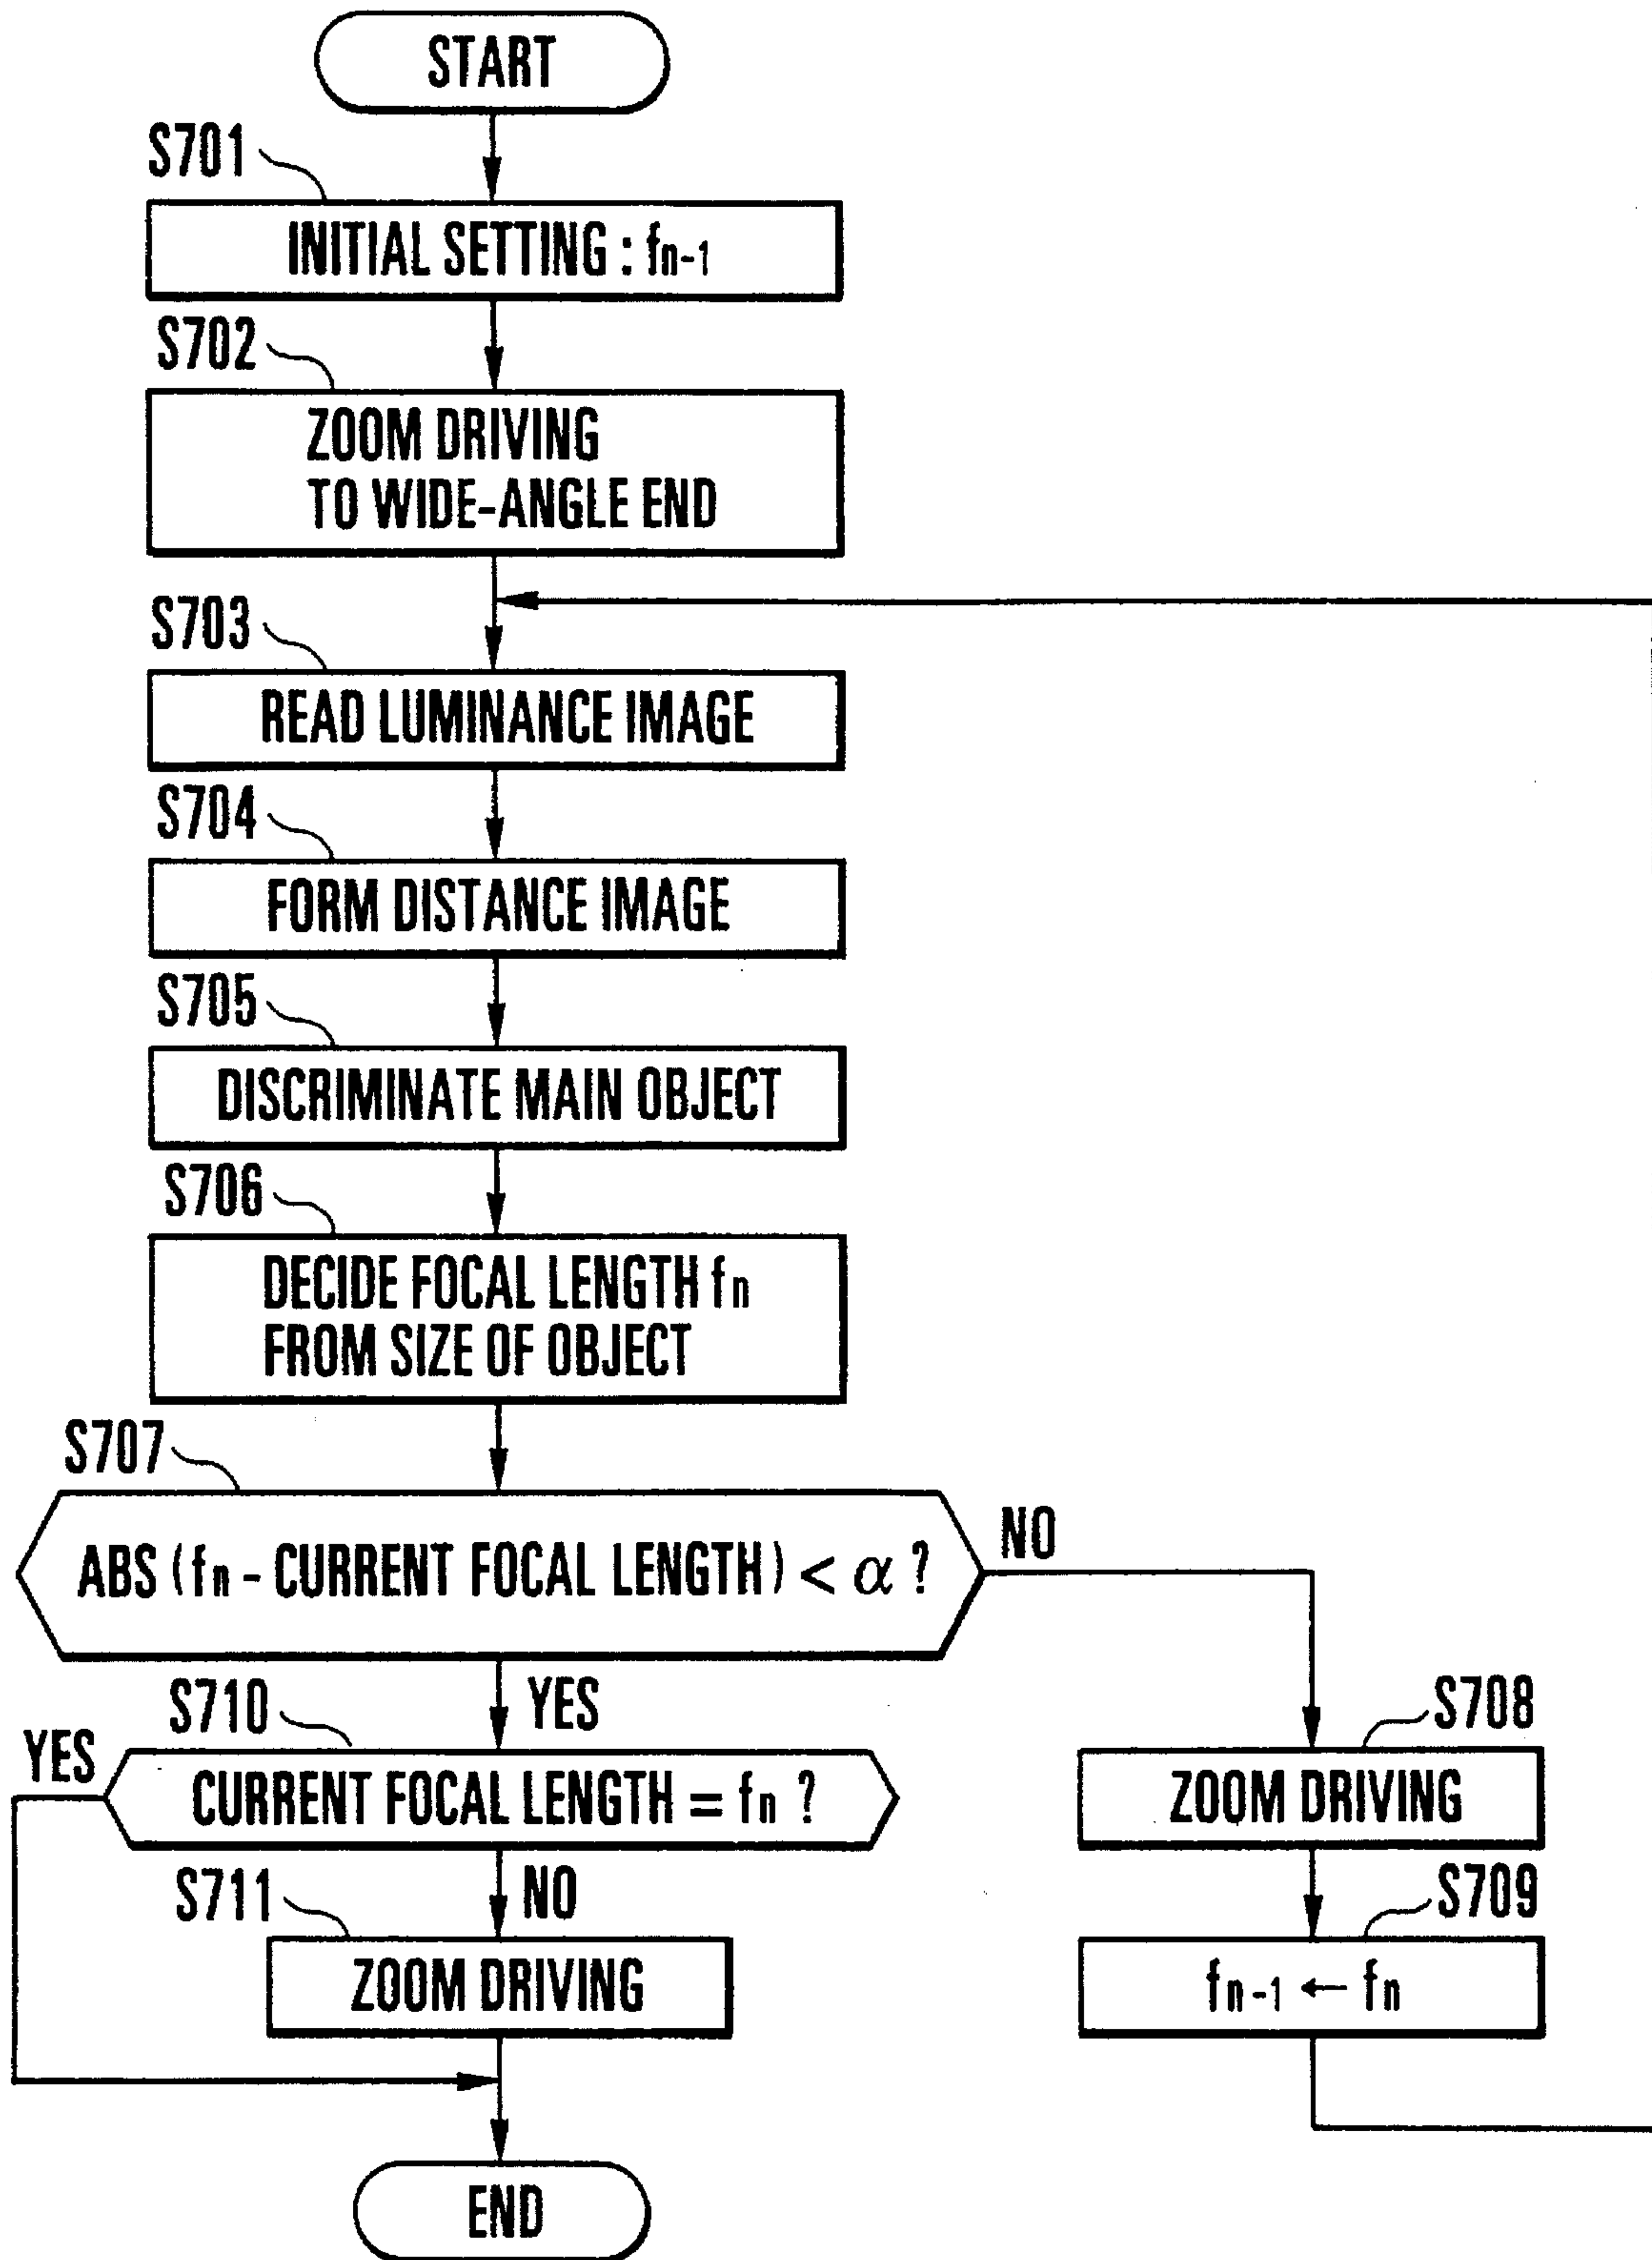 START
S701
INITIAL SETTING : fn-1
S702
ZOOM DRIVING
TO WIDE-ANGLE END
S703
READ LUMINANCE IMAGE
S704
FORM DISTANCE IMAGE
S705
DISCRIMINATE MAIN OBJECT
S706
DECIDE FOCAL LENGTH fn
FROM SIZE OF OBJECT
S707
ABS (fn - CURRENT FOCAL LENGTH) < α ?
NO
YES
S710
YES
CURRENT FOCAL LENGTH = fn ?
S708
ZOOM DRIVING
S711
NO
ZOOM DRIVING
S709
fn-1 ← fn
END